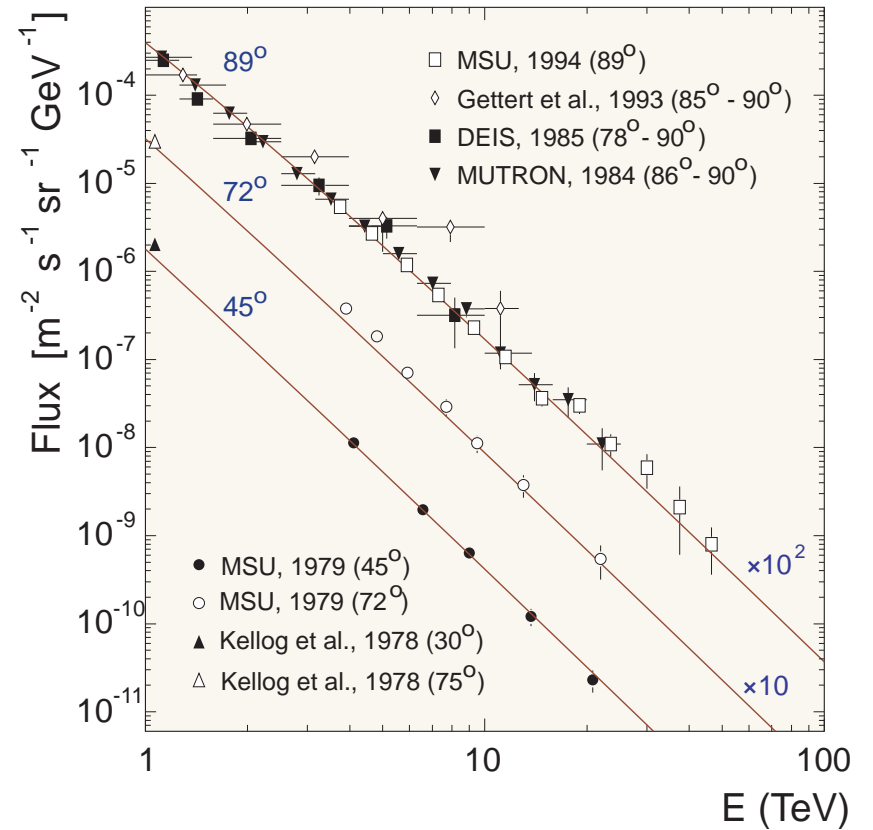 Flux [m⁻² s⁻¹ sr⁻¹ GeV⁻¹]
10⁻⁴
10⁻⁵
10⁻⁶
10⁻⁷
10⁻⁸
10⁻⁹
10⁻¹⁰
10⁻¹¹
89°
72°
45°
MSU, 1994 (89°)
Gettert et al., 1993 (85° - 90°)
DEIS, 1985 (78°- 90°)
MUTRON, 1984 (86°- 90°)
MSU, 1979 (45°)
MSU, 1979 (72°)
Kellog et al., 1978 (30°)
Kellog et al., 1978 (75°)
×10²
×10
1 10 100
E (TeV)